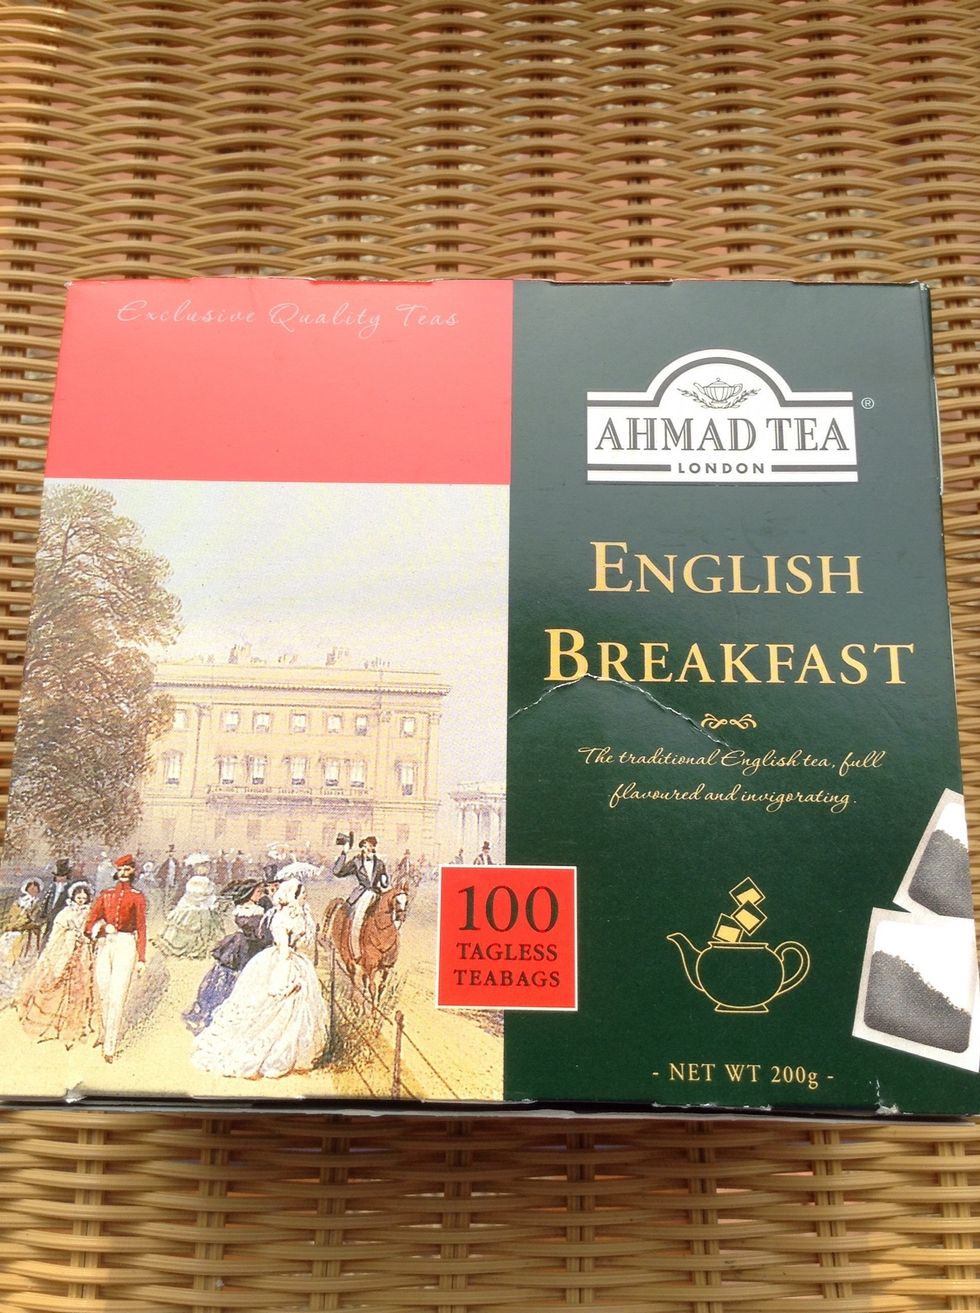 Exclusive Quality Teas
AHMAD TEA
LONDON
®
ENGLISH
BREAKFAST
The traditional English tea, full
flavoured and invigorating.
100
TAGLESS
TEABAGS
- NET WT 200g -